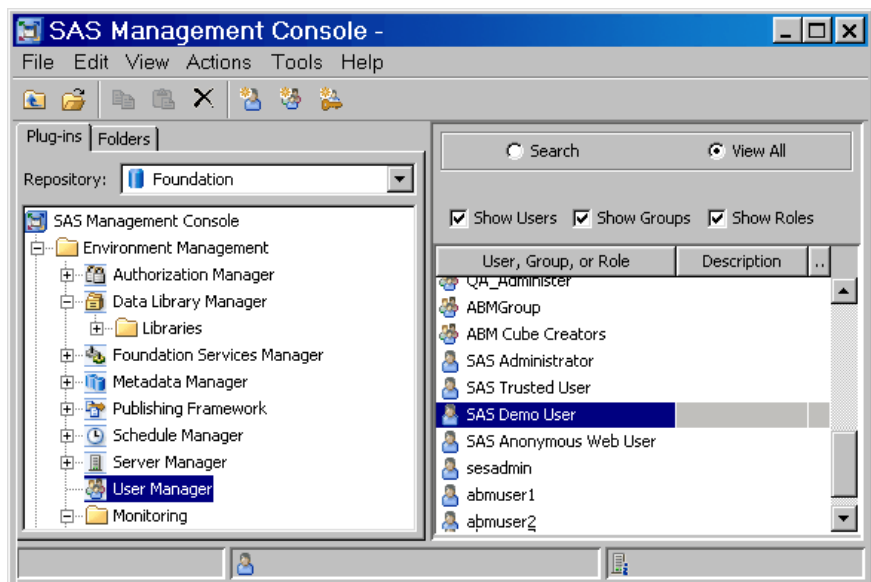 SAS Management Console -
File Edit View Actions Tools Help
Plug-ins Folders
Repository: Foundation
SAS Management Console
Environment Management
Authorization Manager
Data Library Manager
Libraries
Foundation Services Manager
Metadata Manager
Publishing Framework
Schedule Manager
Server Manager
User Manager
Monitoring
Search View All
Show Users Show Groups Show Roles
User, Group, or Role Description ..
QA_Administer
ABMGroup
ABM Cube Creators
SAS Administrator
SAS Trusted User
SAS Demo User
SAS Anonymous Web User
sesadmin
abmuser1
abmuser2